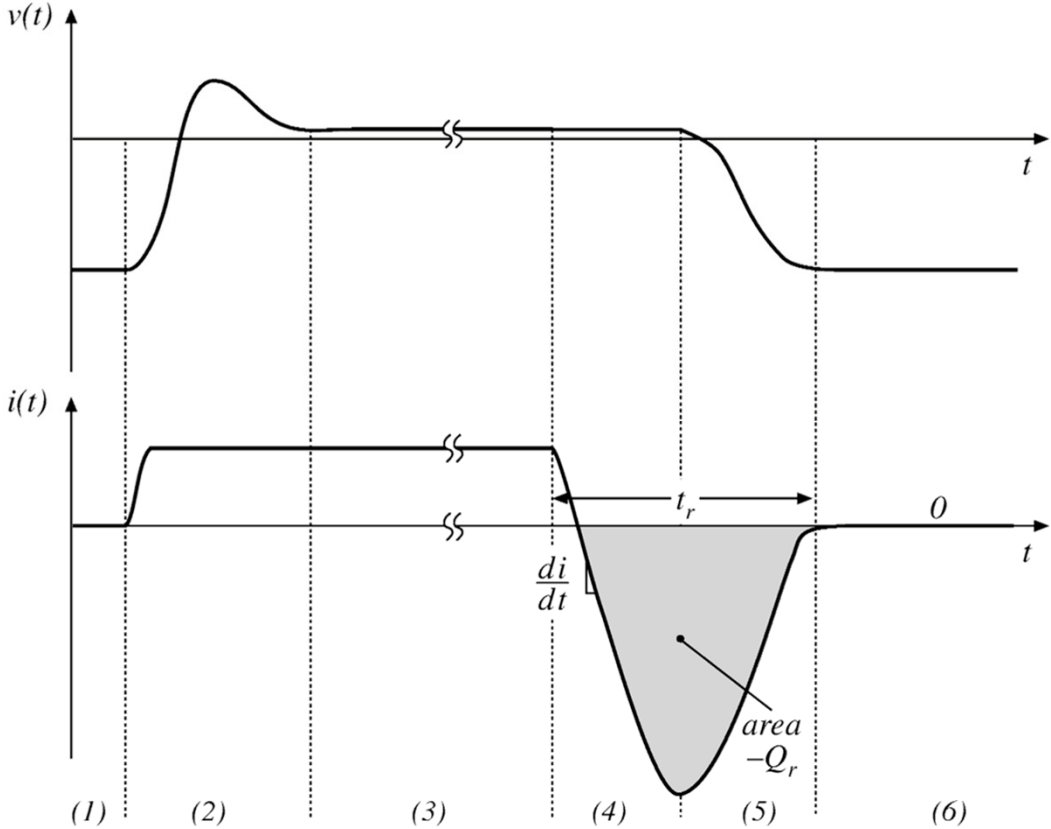 v(t)
t
i(t)
t_r
0
t
di
dt
area
–Q_r
(1) (2) (3) (4) (5) (6)